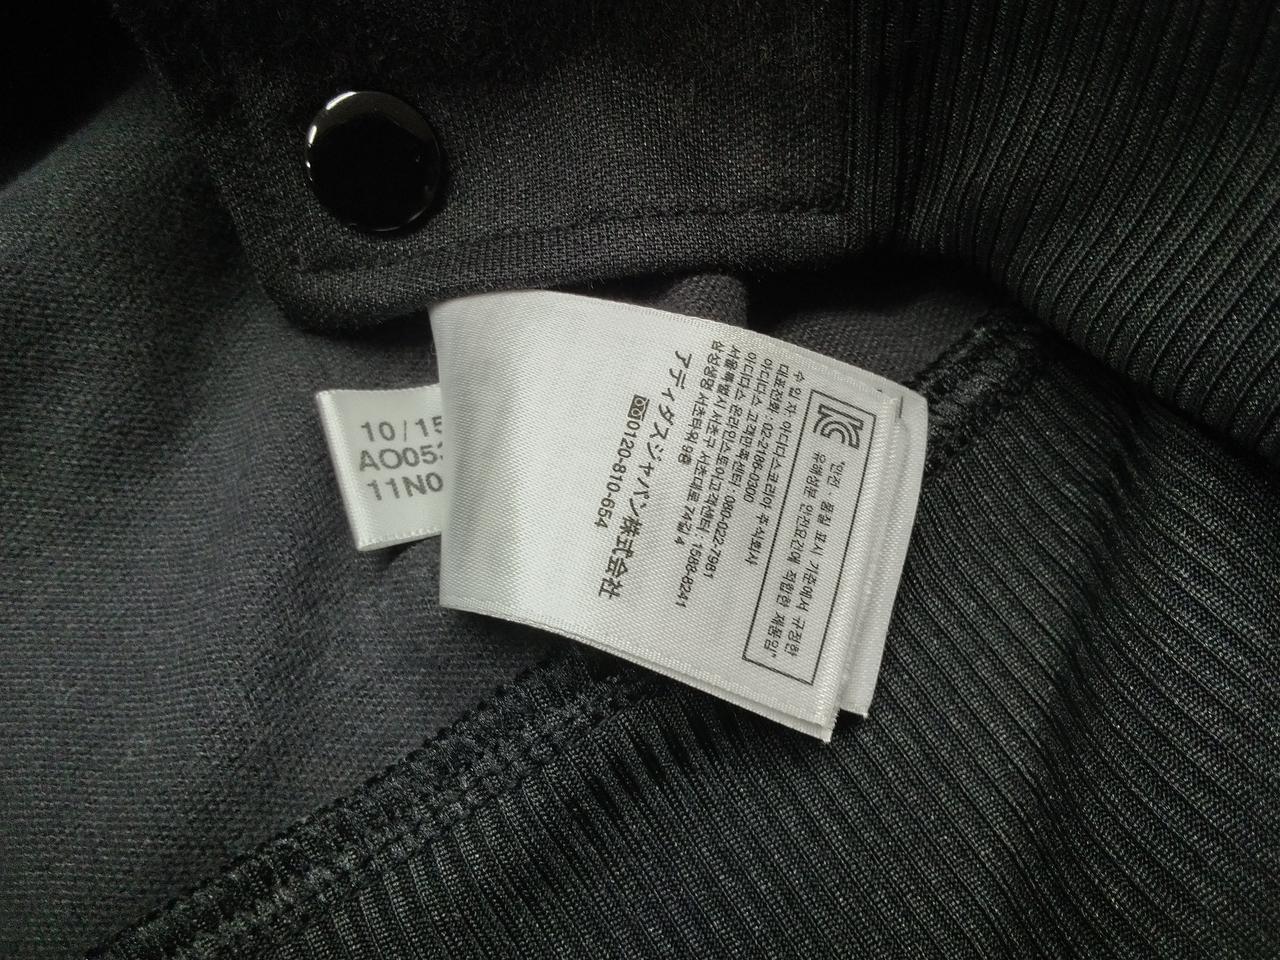 10/15
AO053
11N0
KC
"안전·품질 표시 기준에서 규정한
유해성분 안전요건에 적합한 제품임"
수 입 자: 아디다스코리아 주식회사
대표전화: 02-2186-0300
아디다스 고객만족센터: 080-022-7981
아디다스 온라인스토어고객센터: 1588-8241
서울특별시 서초구 서초대로 74길 4
삼성생명 서초타워 9층
アディダスジャパン株式会社
0120-810-654